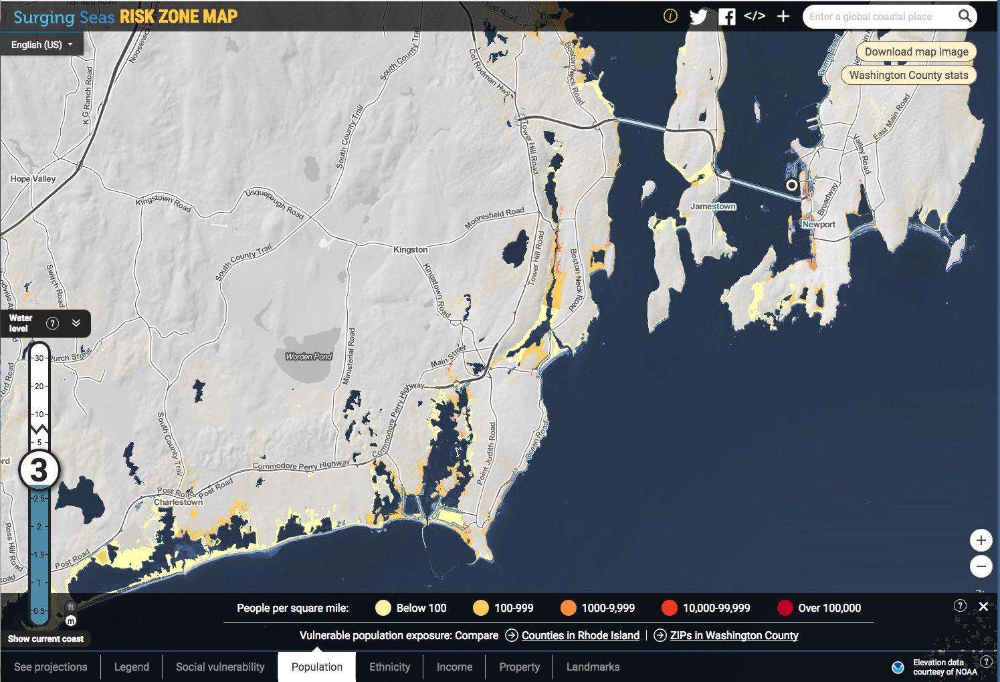 Ten Rod Road
Rod Road
Surging Seas RISK ZONE MAP
</>
Enter a global coastal place
English (US)
Download map image
Washington County stats
Nooseneck Hill Road
South County Trail
Col Rodman Hwy
Boston Neck Road
Burma Road
KG Ranch Road
East Main Road
South County Trail
Tower Hill Road
Valley Road
Hope Valley
Kingstown Road
Usquepaugh Road
Mooresfield Road
Jamestown
Broadway
Newport
South County Trail
Kingston
Tower Hill Road
Boston Neck Road
Switch Road
Kingstown Road
Water
level
?
30
20
10
5
3
2.5
2
1.5
1
0.5
ft
m
Show current coast
Church Street
Worden Pond
Ministerial Road
Main Street
Commodore Perry Highway
South County Trail
Point Judith Road
Ocean Road
Commodore Perry Highway
Post Road
Post Road
Charlestown
Ross Hill Road
Post Road
+
−
People per square mile:
Below 100
100-999
1000-9,999
10,000-99,999
Over 100,000
?
Vulnerable population exposure: Compare
Counties in Rhode Island
ZIPs in Washington County
See projections
Legend
Social vulnerability
Population
Ethnicity
Income
Property
Landmarks
Elevation data
courtesy of NOAA
?